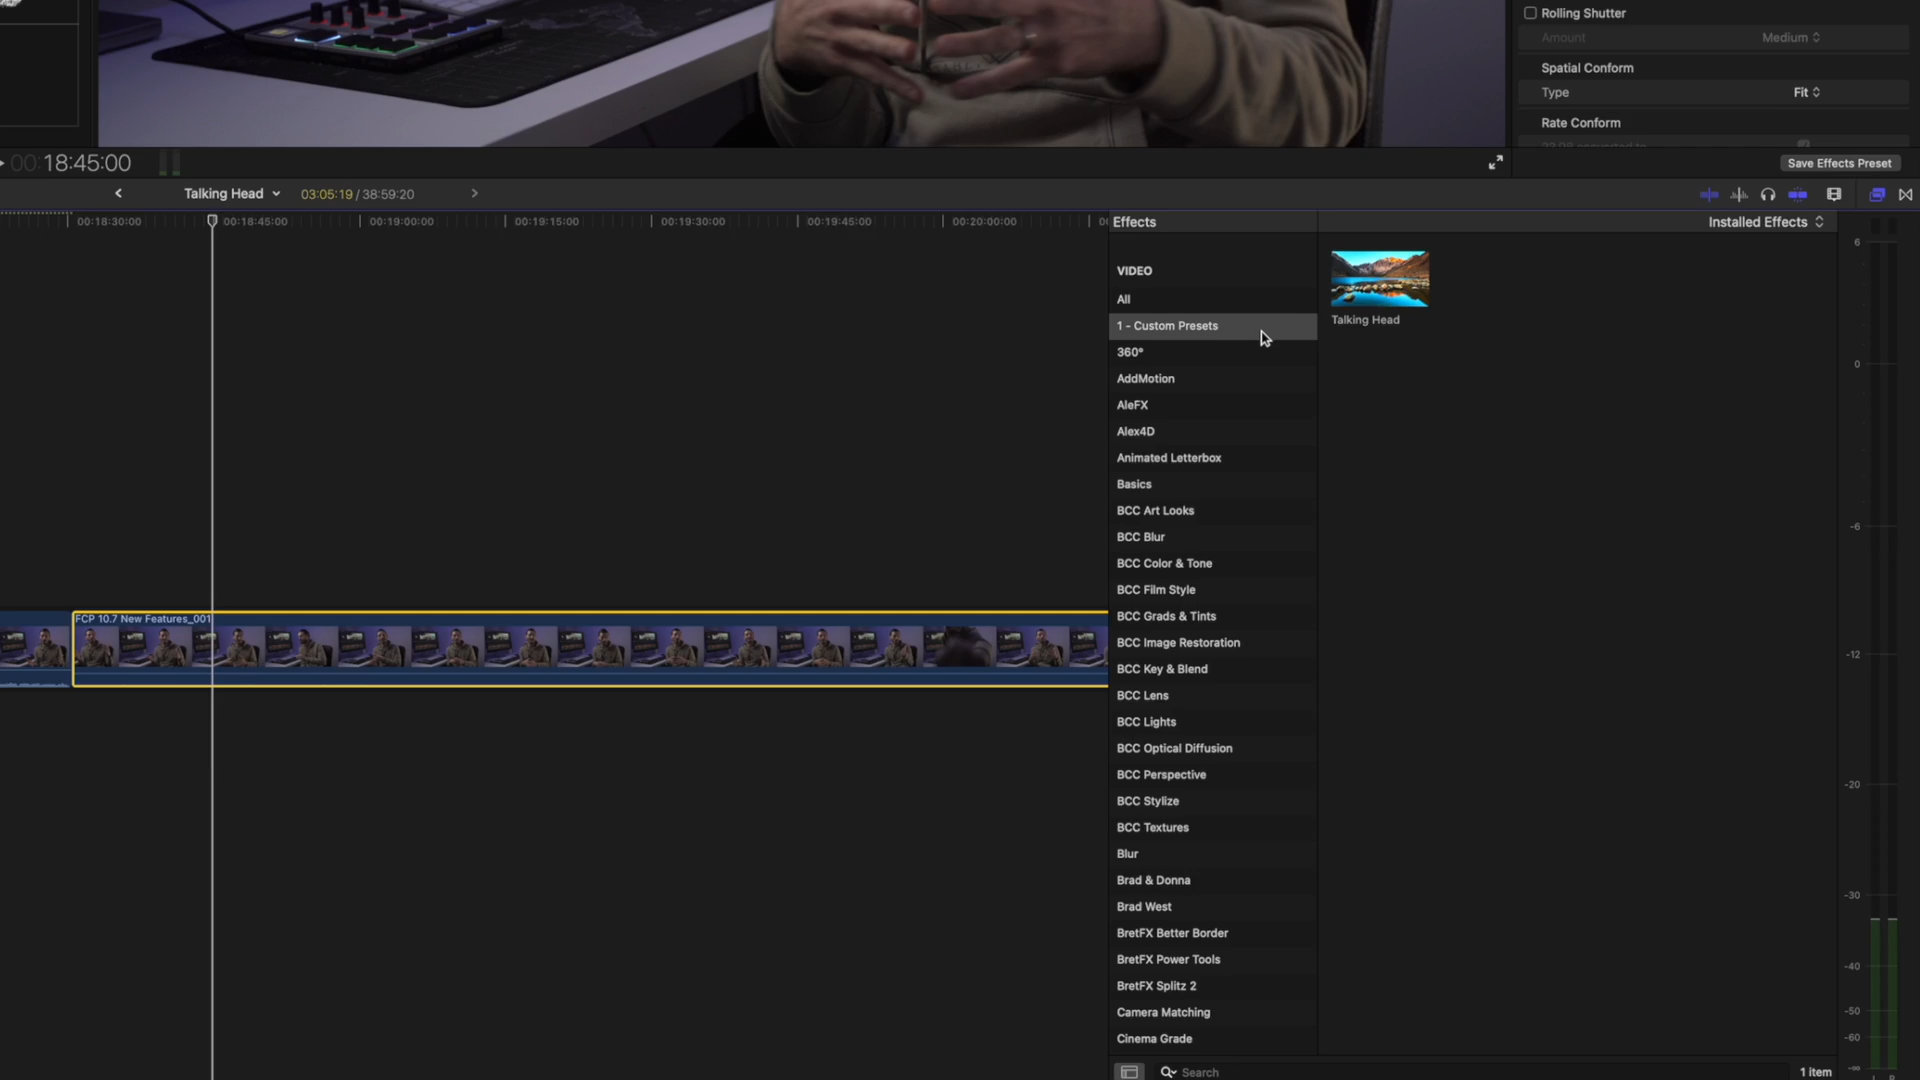 Rolling Shutter
Amount
Medium
Spatial Conform
Type
Fit
Rate Conform
00:18:45:00
Save Effects Preset
Talking Head
03:05:19 / 38:59:20
00:18:30:00
00:18:45:00
00:19:00:00
00:19:15:00
00:19:30:00
00:19:45:00
00:20:00:00
Effects
Installed Effects
VIDEO
All
1 - Custom Presets
360°
AddMotion
AleFX
Alex4D
Animated Letterbox
Basics
BCC Art Looks
BCC Blur
BCC Color & Tone
BCC Film Style
BCC Grads & Tints
BCC Image Restoration
BCC Key & Blend
BCC Lens
BCC Lights
BCC Optical Diffusion
BCC Perspective
BCC Stylize
BCC Textures
Blur
Brad & Donna
Brad West
BretFX Better Border
BretFX Power Tools
BretFX Splitz 2
Camera Matching
Cinema Grade
Talking Head
FCP 10.7 New Features_001
6
0
-6
-12
-20
-30
-40
-50
-60
-∞
Search
1 item